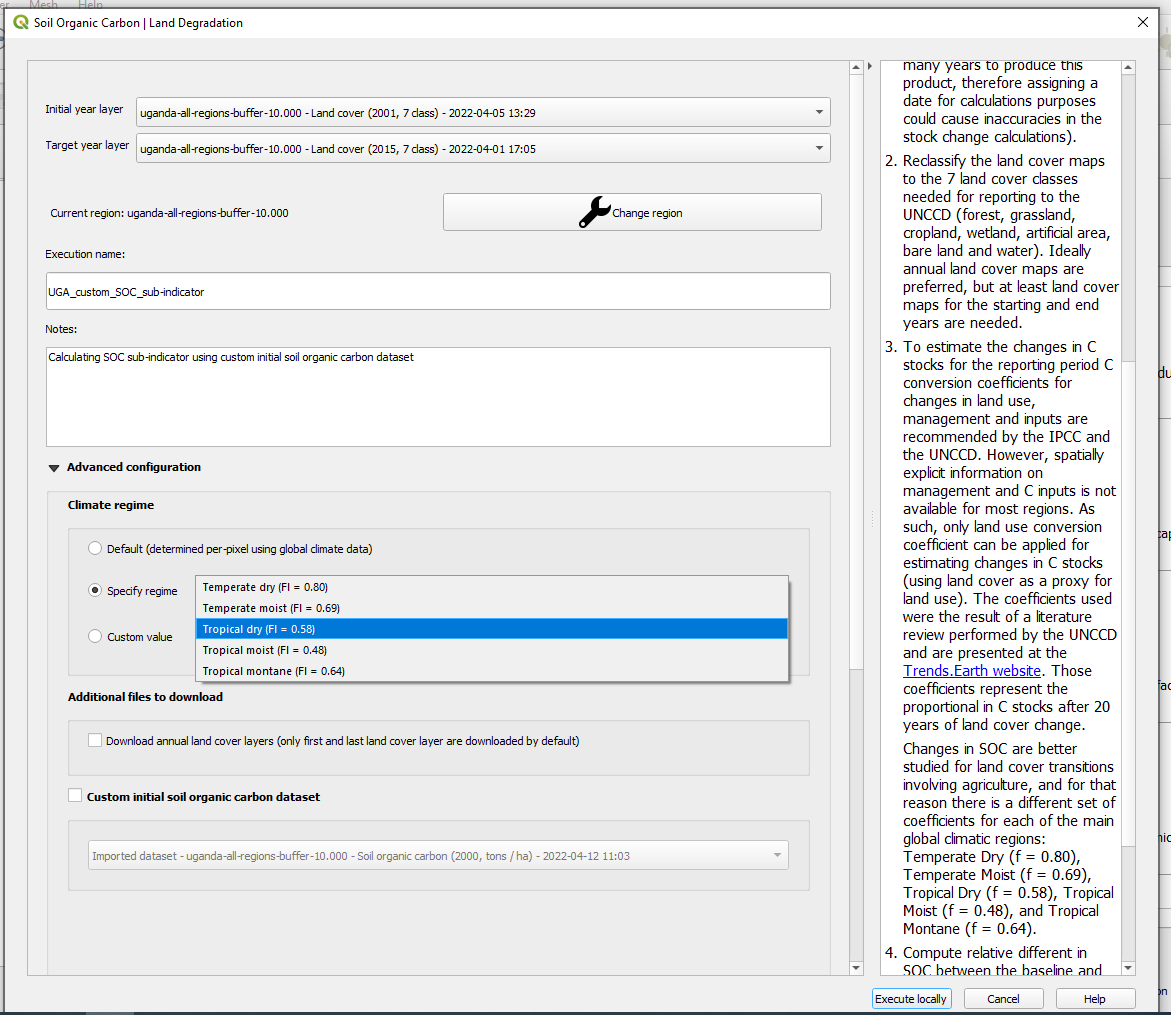 Mesh
Help
Soil Organic Carbon | Land Degradation
Initial year layer
uganda-all-regions-buffer-10.000 - Land cover (2001, 7 class) - 2022-04-05 13:29
Target year layer
uganda-all-regions-buffer-10.000 - Land cover (2015, 7 class) - 2022-04-01 17:05
Current region: uganda-all-regions-buffer-10.000
Change region
Execution name:
UGA_custom_SOC_sub-indicator
Notes:
Calculating SOC sub-indicator using custom initial soil organic carbon dataset
Advanced configuration
Climate regime
Default (determined per-pixel using global climate data)
Specify regime
Temperate dry (Fl = 0.80)
Temperate moist (Fl = 0.69)
Tropical dry (Fl = 0.58)
Tropical moist (Fl = 0.48)
Tropical montane (Fl = 0.64)
Custom value
Additional files to download
Download annual land cover layers (only first and last land cover layer are downloaded by default)
Custom initial soil organic carbon dataset
Imported dataset - uganda-all-regions-buffer-10.000 - Soil organic carbon (2000, tons / ha) - 2022-04-12 11:03
many years to produce this
product, therefore assigning a
date for calculations purposes
could cause inaccuracies in the
stock change calculations).
2. Reclassify the land cover maps
to the 7 land cover classes
needed for reporting to the
UNCCD (forest, grassland,
cropland, wetland, artificial area,
bare land and water). Ideally
annual land cover maps are
preferred, but at least land cover
maps for the starting and end
years are needed.
3. To estimate the changes in C
stocks for the reporting period C
conversion coefficients for
changes in land use,
management and inputs are
recommended by the IPCC and
the UNCCD. However, spatially
explicit information on
management and C inputs is not
available for most regions. As
such, only land use conversion
coefficient can be applied for
estimating changes in C stocks
(using land cover as a proxy for
land use). The coefficients used
were the result of a literature
review performed by the UNCCD
and are presented at the
Trends.Earth website. Those
coefficients represent the
proportional in C stocks after 20
years of land cover change.
Changes in SOC are better
studied for land cover transitions
involving agriculture, and for that
reason there is a different set of
coefficients for each of the main
global climatic regions:
Temperate Dry (f = 0.80),
Temperate Moist (f = 0.69),
Tropical Dry (f = 0.58), Tropical
Moist (f = 0.48), and Tropical
Montane (f = 0.64).
4. Compute relative different in
SOC between the baseline and
Execute locally
Cancel
Help